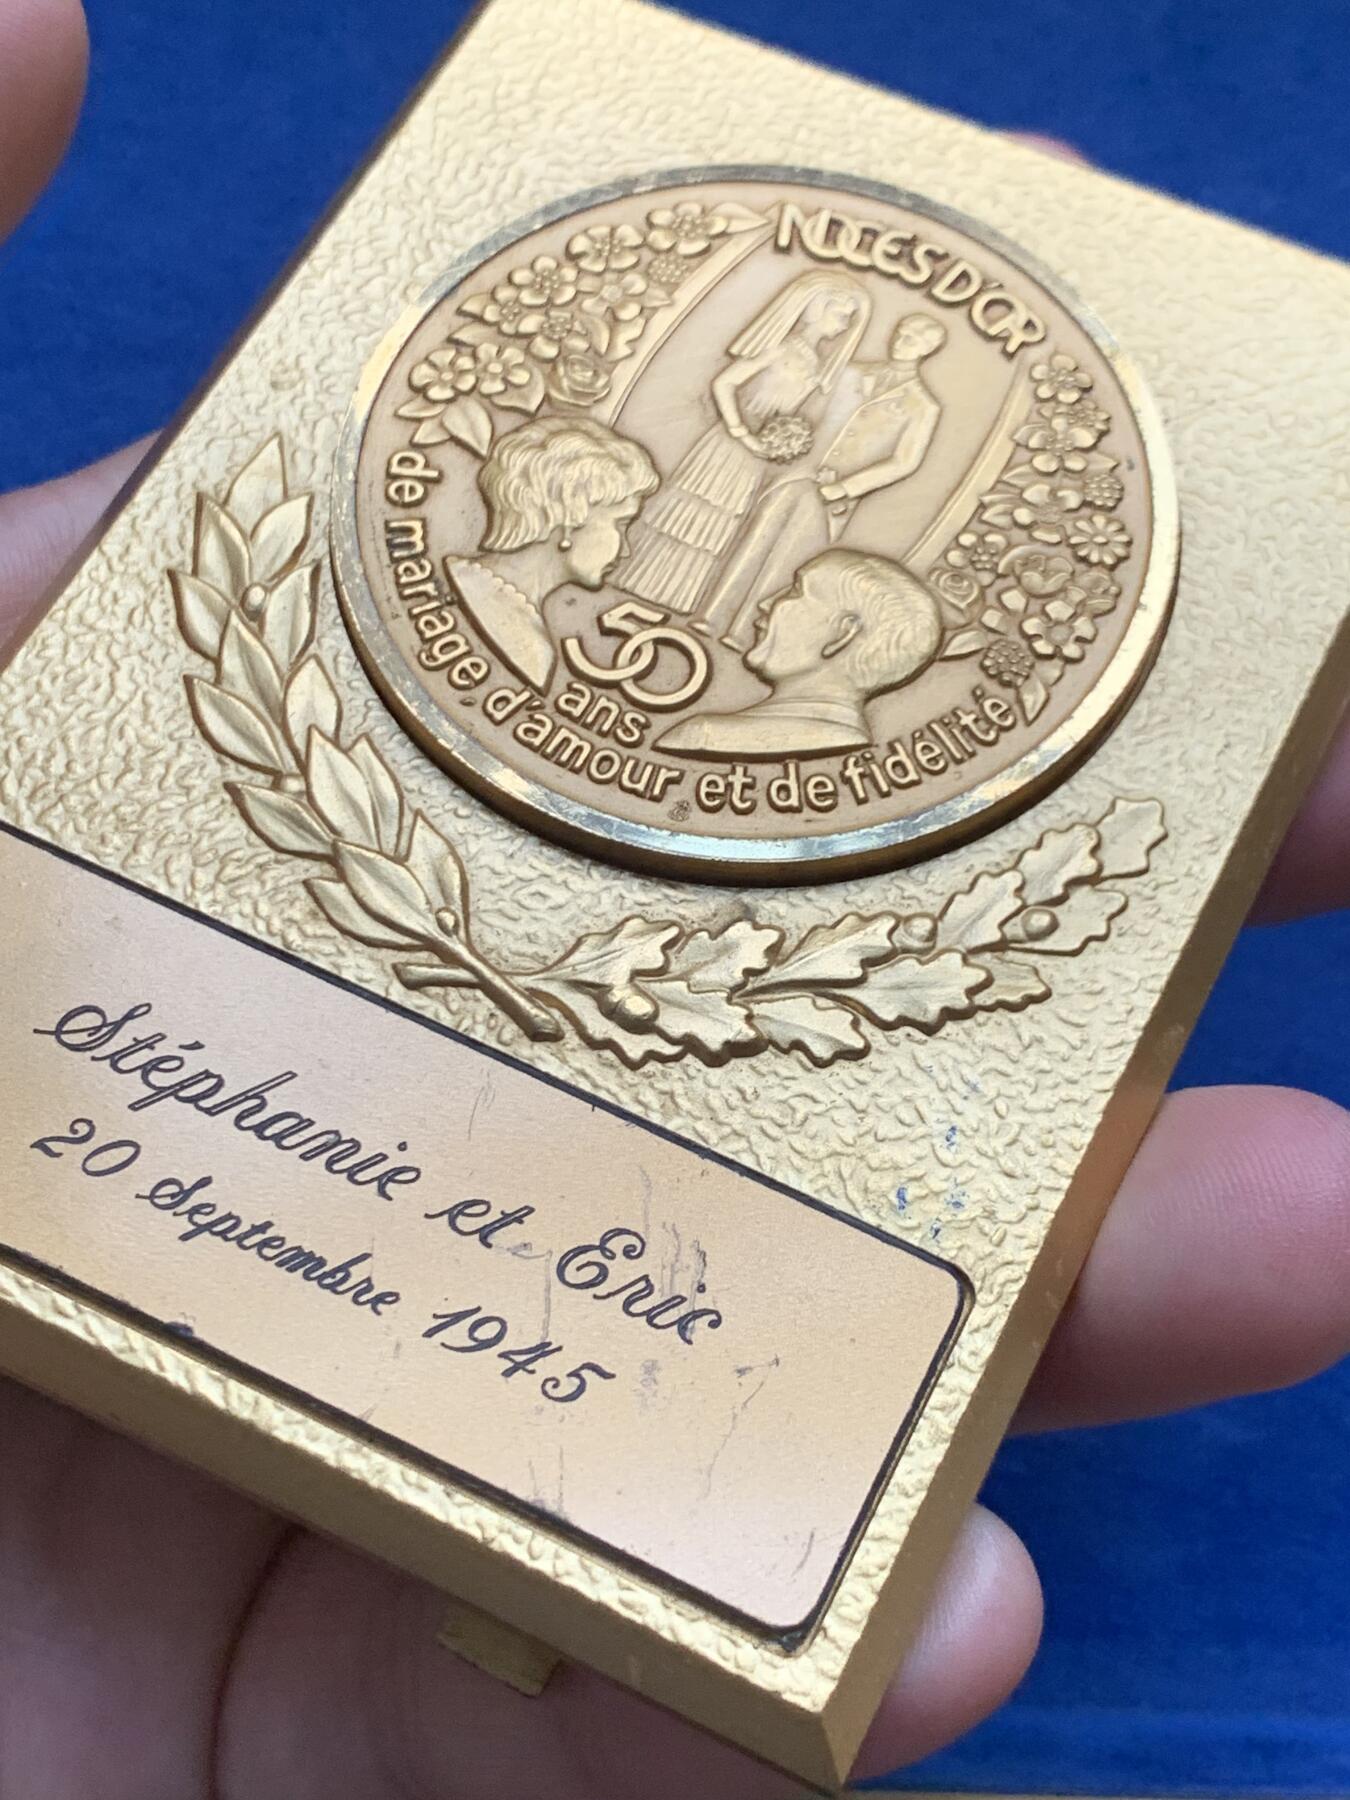 NOCES D'OR
50
ans
de mariage, d'amour et de fidélité
Stéphanie et Eric
20 Septembre 1945